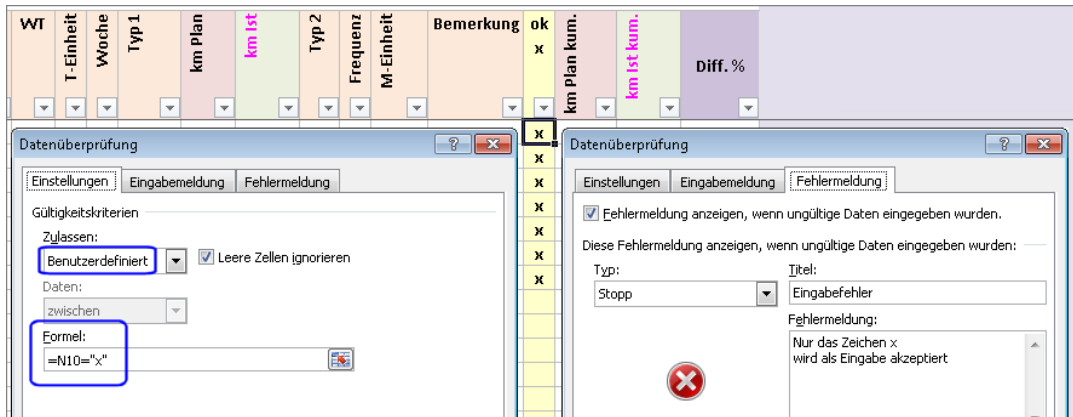 WT
T-Einheit
Woche
Typ 1
km Plan
km Ist
Typ 2
Frequenz
M-Einheit
Bemerkung
ok
x
km Plan kum.
km Ist kum.
Diff. %
x
x
x
x
x
x
x
Datenüberprüfung
Einstellungen Eingabemeldung Fehlermeldung
Gültigkeitskriterien
Zulassen:
Benutzerdefiniert Leere Zellen ignorieren
Daten:
zwischen
Formel:
=N10="x"
Datenüberprüfung
Einstellungen Eingabemeldung Fehlermeldung
Fehlermeldung anzeigen, wenn ungültige Daten eingegeben wurden.
Diese Fehlermeldung anzeigen, wenn ungültige Daten eingegeben wurden:
Typ: Titel:
Stopp Eingabefehler
Fehlermeldung:
Nur das Zeichen x
wird als Eingabe akzeptiert